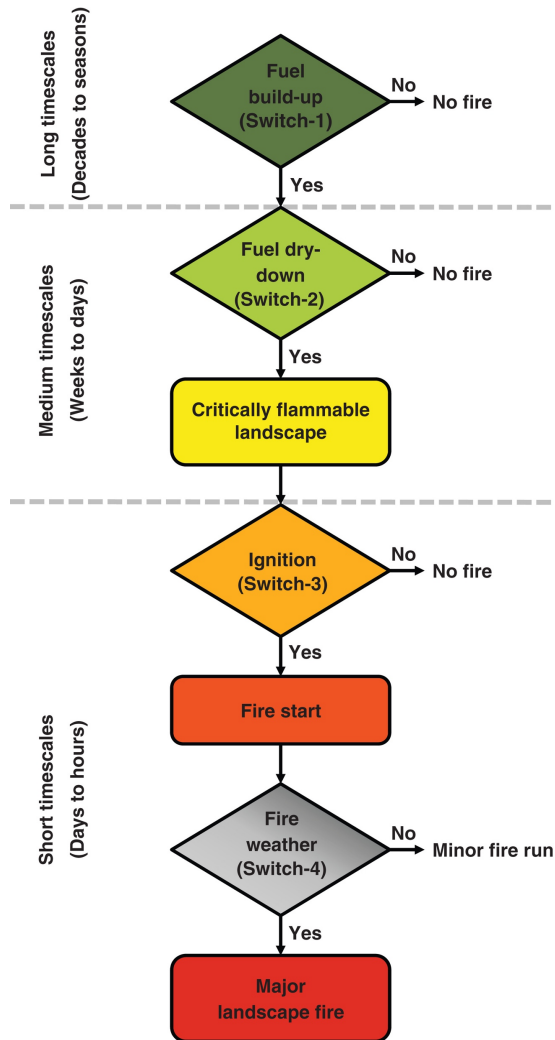 Long timescales
(Decades to seasons)
Fuel
build-up
(Switch-1)
No
No fire
Yes
Medium timescales
(Weeks to days)
Fuel dry-
down
(Switch-2)
No
No fire
Yes
Critically flammable
landscape
Short timescales
(Days to hours)
Ignition
(Switch-3)
No
No fire
Yes
Fire start
Fire
weather
(Switch-4)
No
Minor fire run
Yes
Major
landscape fire